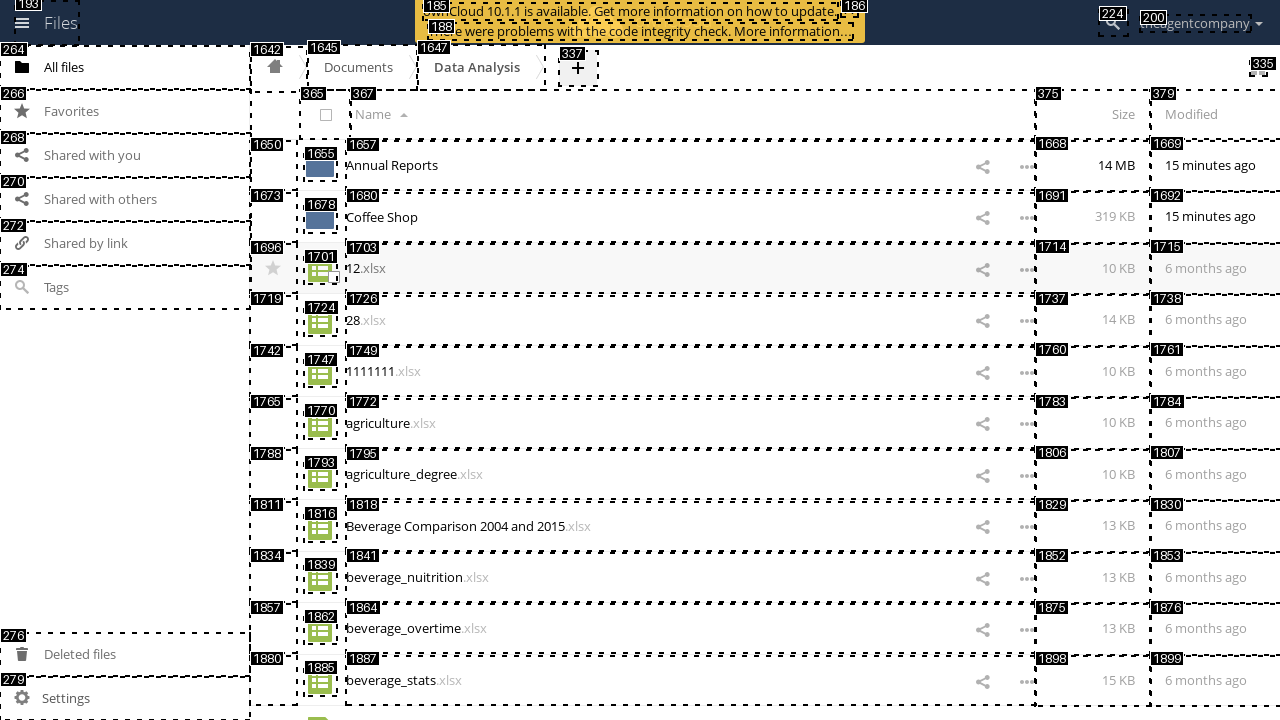 193
Files
185
ownCloud 10.1.1 is available. Get more information on how to update.
186
188
There were problems with the code integrity check. More information…
224
200
agentcompany
264
All files
266
Favorites
268
Shared with you
270
Shared with others
272
Shared by link
274
Tags
276
Deleted files
279
Settings
1642
1645
Documents
1647
Data Analysis
337
+
335
365
367
Name
375
Size
379
Modified
1650
1655
1657
Annual Reports
1668
14 MB
1669
15 minutes ago
1673
1678
1680
Coffee Shop
1691
319 KB
1692
15 minutes ago
1696
1701
1703
12.xlsx
1714
10 KB
1715
6 months ago
1719
1724
1726
28.xlsx
1737
14 KB
1738
6 months ago
1742
1747
1749
1111111.xlsx
1760
10 KB
1761
6 months ago
1765
1770
1772
agriculture.xlsx
1783
10 KB
1784
6 months ago
1788
1793
1795
agriculture_degree.xlsx
1806
10 KB
1807
6 months ago
1811
1816
1818
Beverage Comparison 2004 and 2015.xlsx
1829
13 KB
1830
6 months ago
1834
1839
1841
beverage_nuitrition.xlsx
1852
13 KB
1853
6 months ago
1857
1862
1864
beverage_overtime.xlsx
1875
13 KB
1876
6 months ago
1880
1885
1887
beverage_stats.xlsx
1898
15 KB
1899
6 months ago